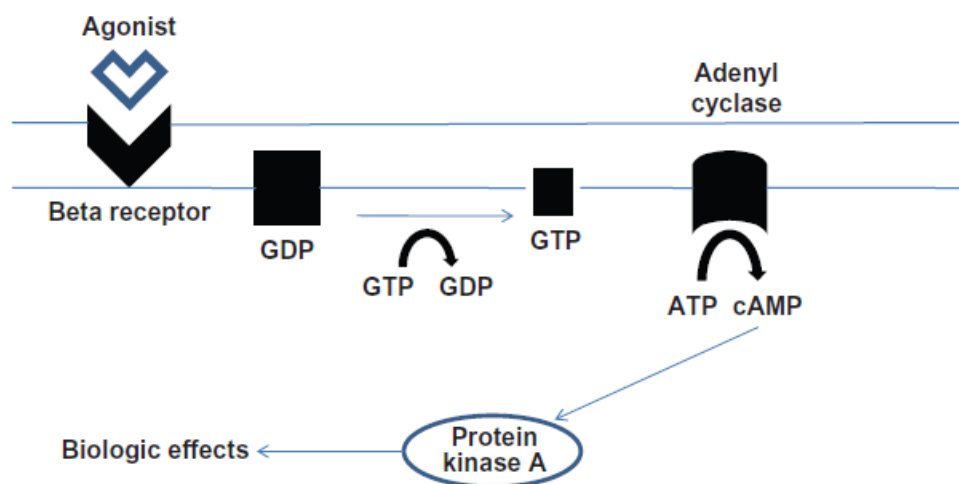 Agonist
Adenyl
cyclase
Beta receptor
GDP
GTP
GTP GDP
ATP cAMP
Protein
kinase A
Biologic effects